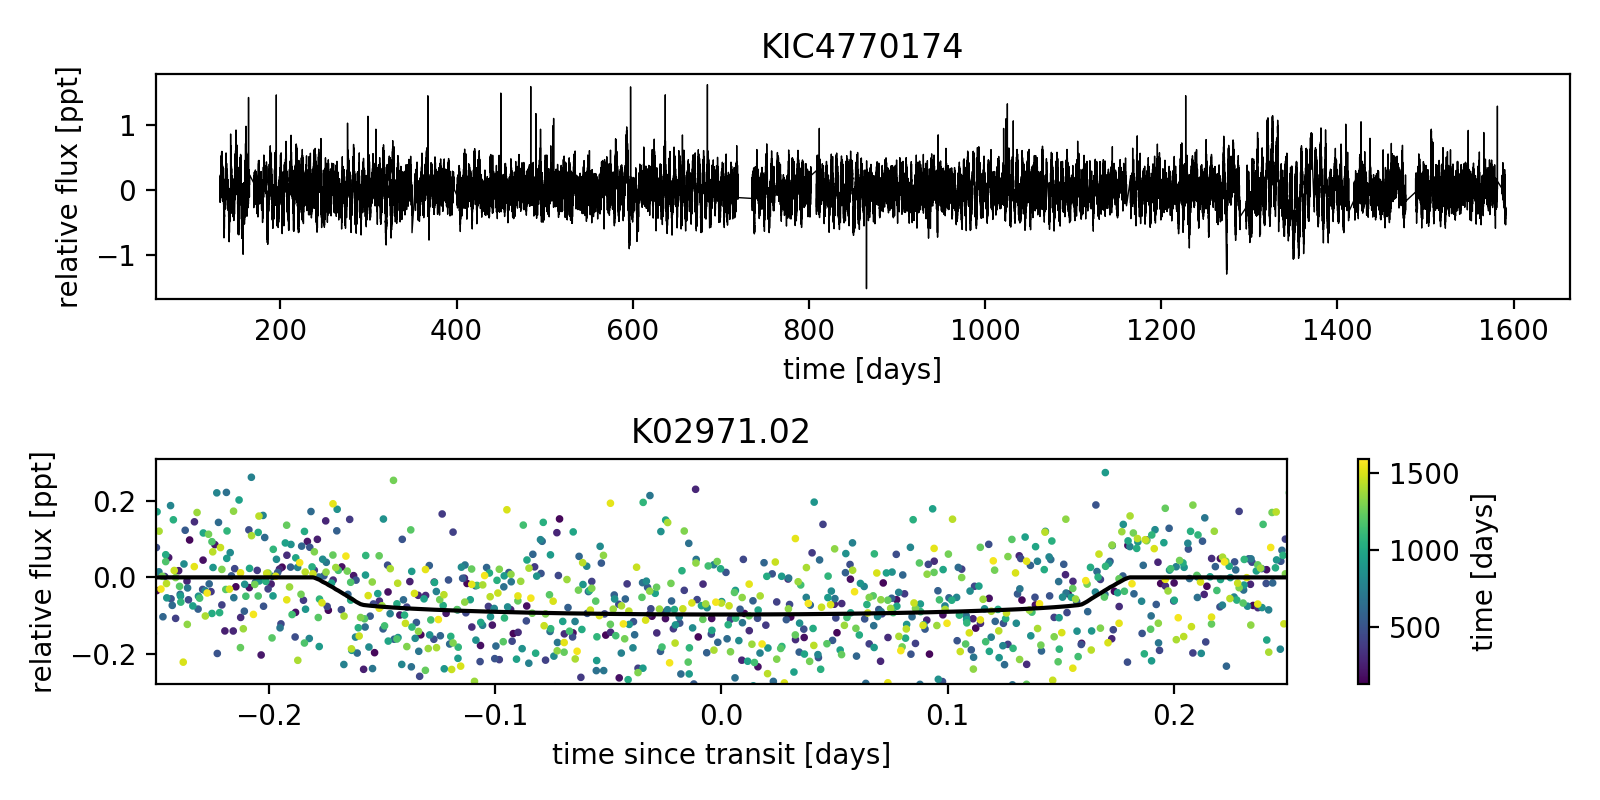 KIC4770174
relative flux [ppt]
1
0
−1
200 400 600 800 1000 1200 1400 1600
time [days]
K02971.02
relative flux [ppt]
0.2
0.0
−0.2
−0.2 −0.1 0.0 0.1 0.2
time since transit [days]
1500
1000
500
time [days]